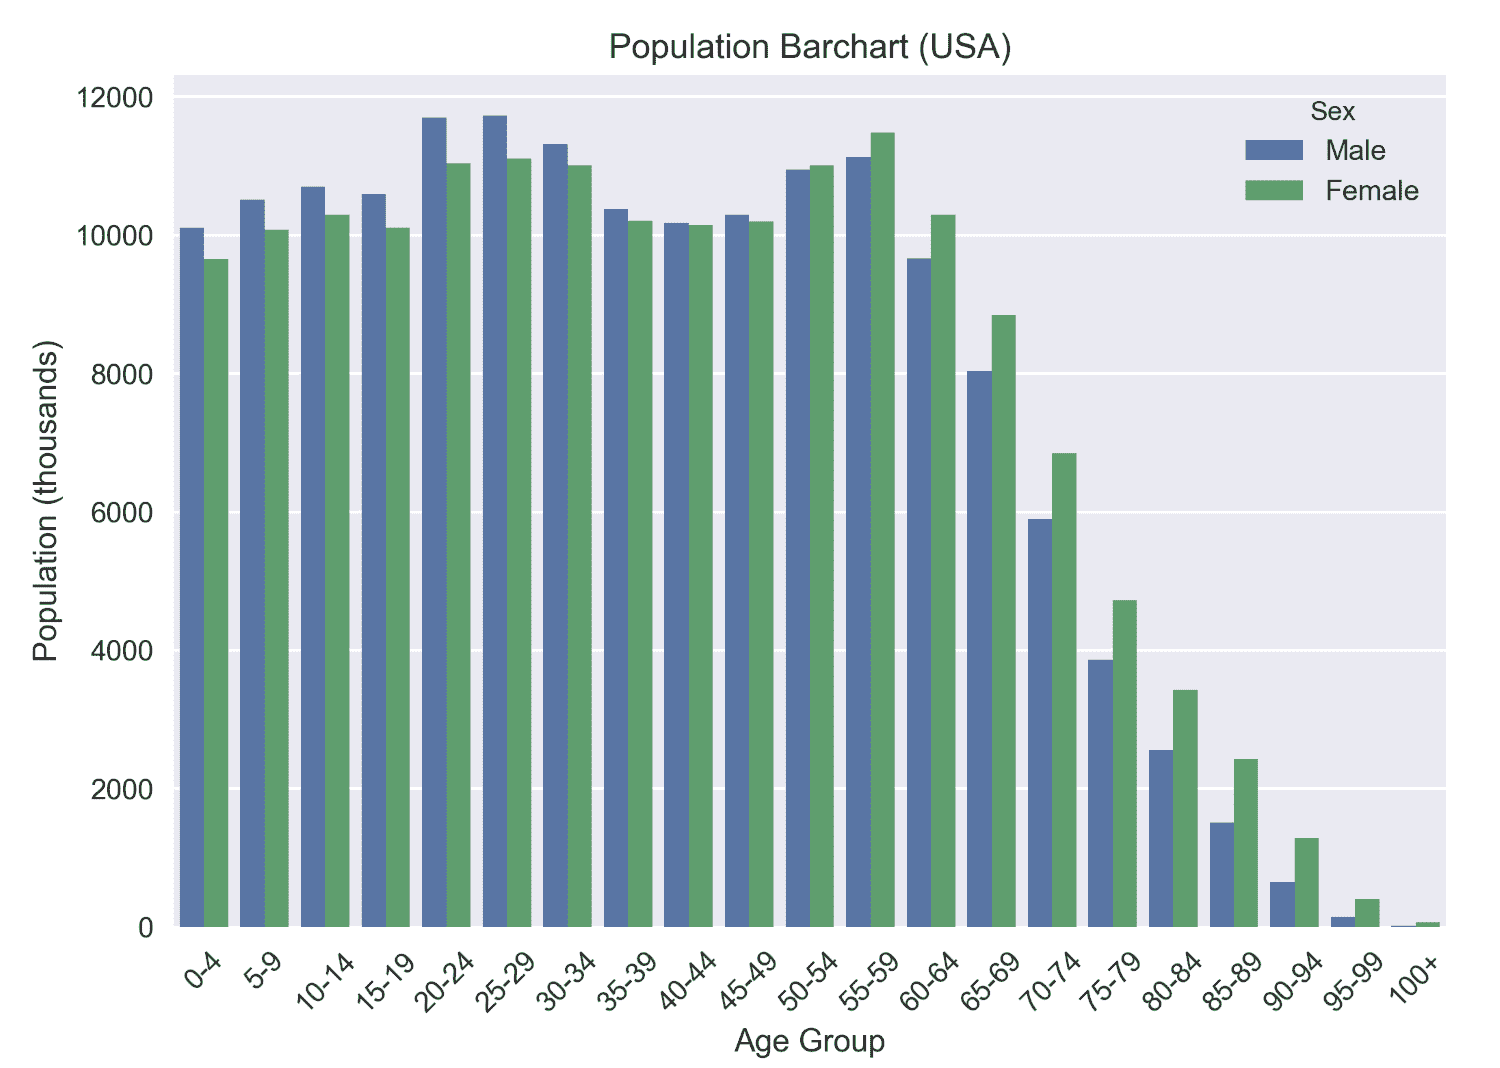 Population Barchart (USA)
12000
10000
8000
6000
4000
2000
0
Population (thousands)
Sex
Male
Female
0-4 5-9 10-14 15-19 20-24 25-29 30-34 35-39 40-44 45-49 50-54 55-59 60-64 65-69 70-74 75-79 80-84 85-89 90-94 95-99 100+
Age Group